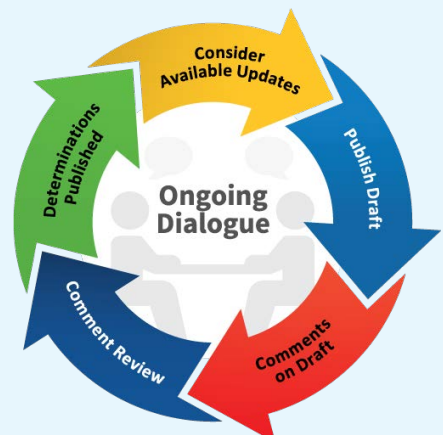 Consider
Available Updates
Publish Draft
Comments
on Draft
Comment Review
Determinations
Published
Ongoing
Dialogue